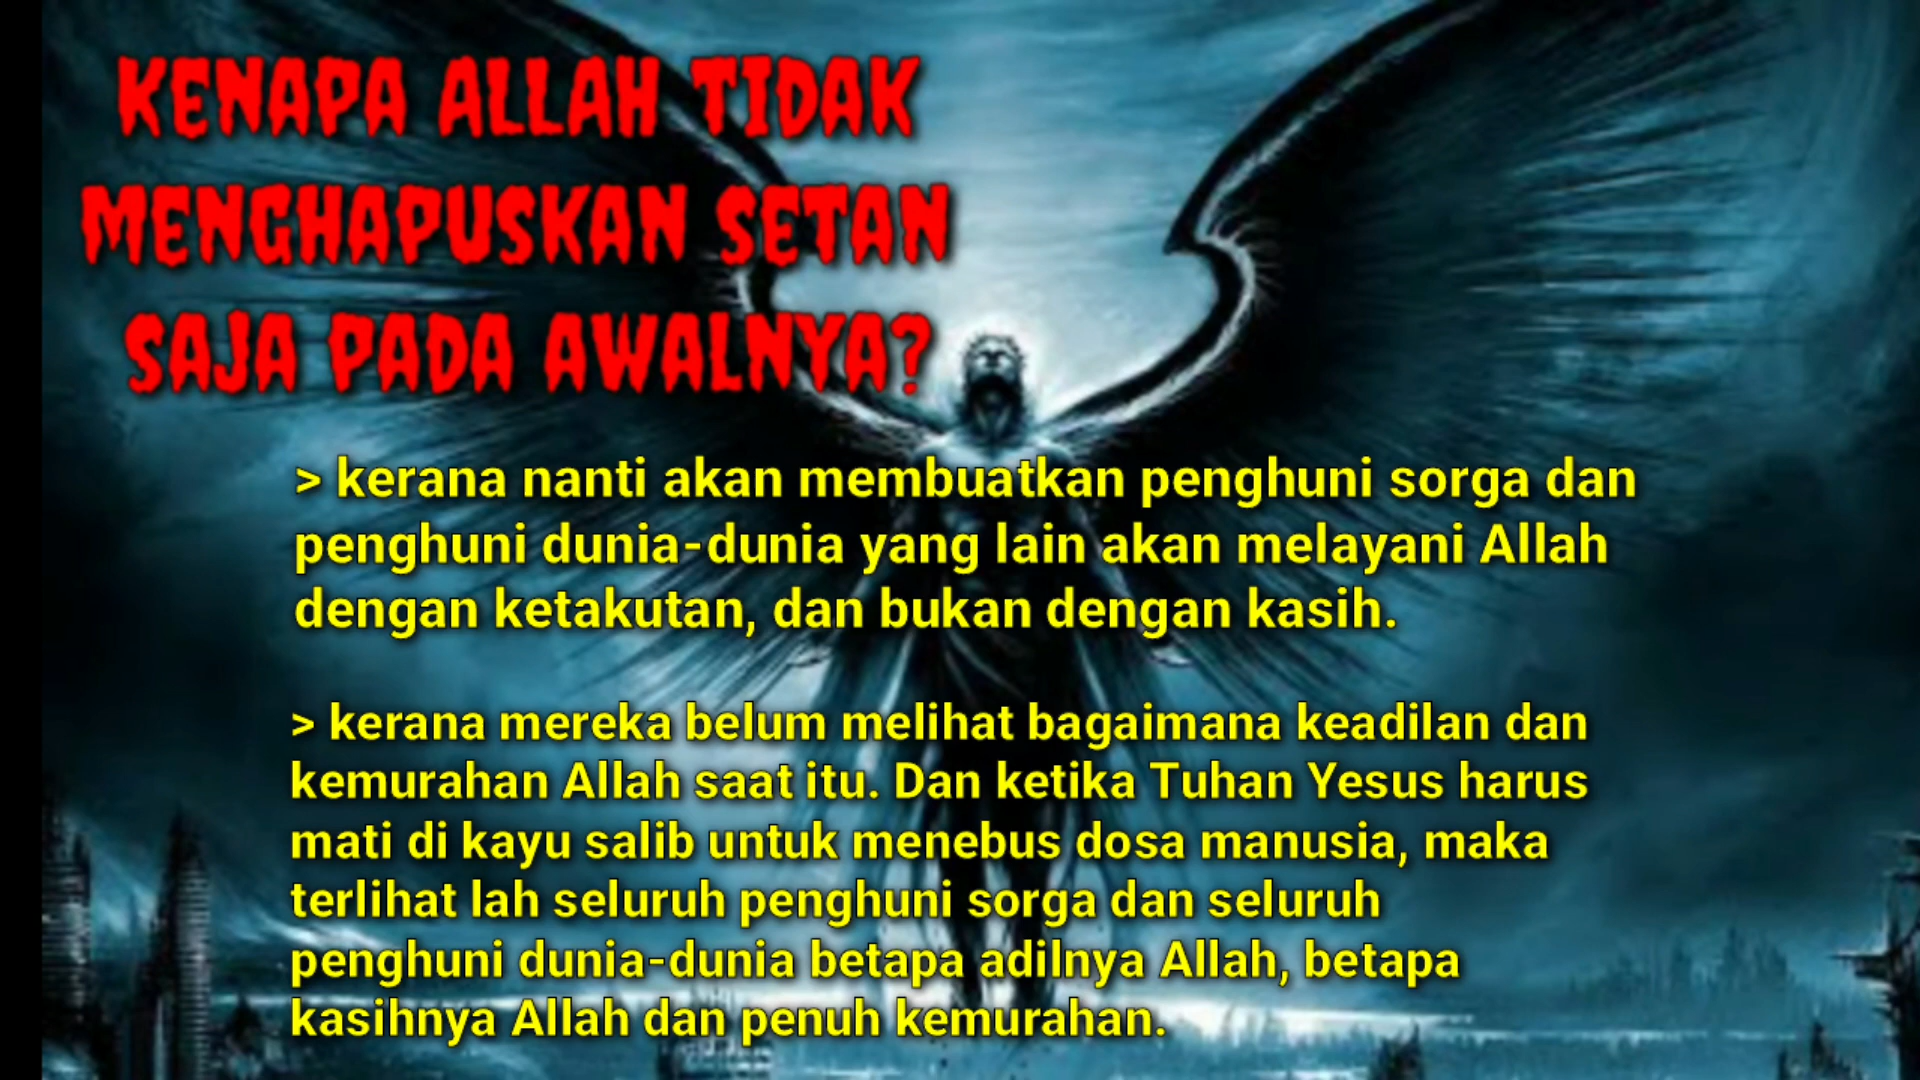 KENAPA ALLAH TIDAK
MENGHAPUSKAN SETAN
SAJA PADA AWALNYA?
> kerana nanti akan membuatkan penghuni sorga dan
penghuni dunia-dunia yang lain akan melayani Allah
dengan ketakutan, dan bukan dengan kasih.
> kerana mereka belum melihat bagaimana keadilan dan
kemurahan Allah saat itu. Dan ketika Tuhan Yesus harus
mati di kayu salib untuk menebus dosa manusia, maka
terlihat lah seluruh penghuni sorga dan seluruh
penghuni dunia-dunia betapa adilnya Allah, betapa
kasihnya Allah dan penuh kemurahan.